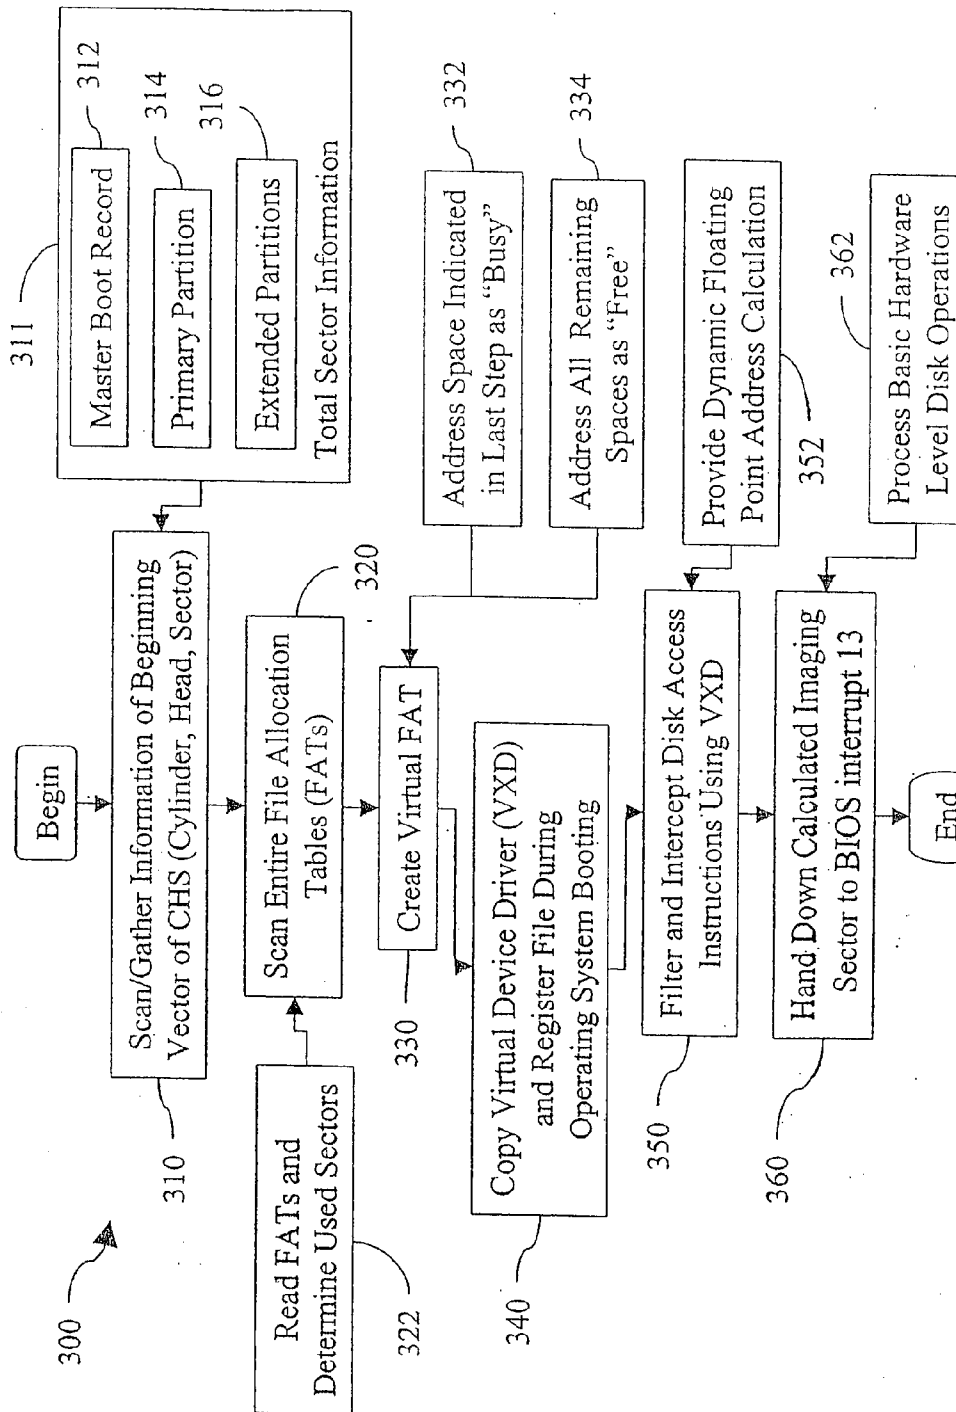 300
Begin
Scan/Gather Information of Beginning
Vector of CHS (Cylinder, Head, Sector)
310
311
Master Boot Record
312
Primary Partition
314
Extended Partitions
316
Total Sector Information
Scan Entire File Allocation
Tables (FATs)
320
Read FATs and
Determine Used Sectors
322
Create Virtual FAT
330
Address Space Indicated
in Last Step as “Busy”
332
Address All Remaining
Spaces as “Free”
334
Copy Virtual Device Driver (VXD)
and Register File During
Operating System Booting
340
Filter and Intercept Disk Access
Instructions Using VXD
350
Provide Dynamic Floating
Point Address Calculation
352
Hand Down Calculated Imaging
Sector to BIOS interrupt 13
360
Process Basic Hardware
Level Disk Operations
362
End